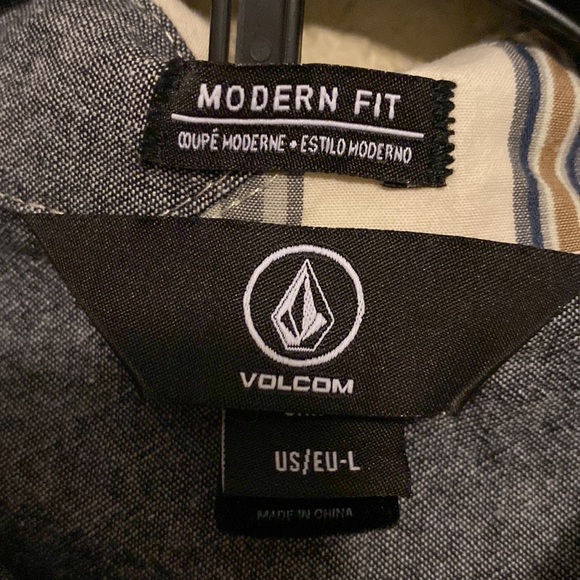 MODERN FIT
COUPÉ MODERNE • ESTILO MODERNO
VOLCOM
US/EU-L
MADE IN CHINA